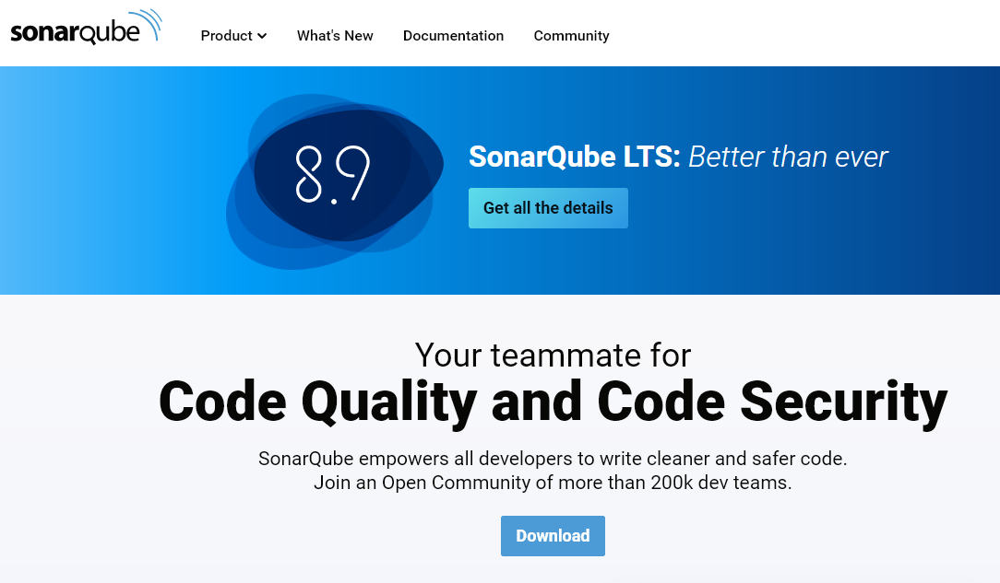 sonarqube
Product
What's New
Documentation
Community
8.9
SonarQube LTS: Better than ever
Get all the details
Your teammate for
Code Quality and Code Security
SonarQube empowers all developers to write cleaner and safer code.
Join an Open Community of more than 200k dev teams.
Download